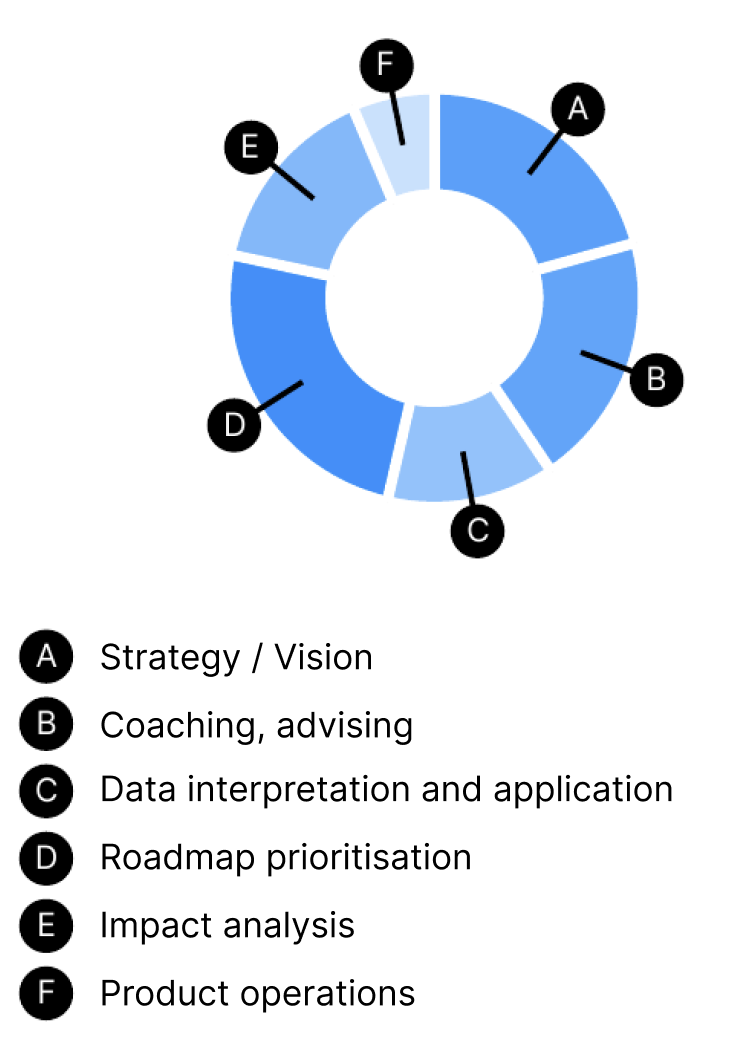 F
A
E
B
D
C
A Strategy / Vision
B Coaching, advising
C Data interpretation and application
D Roadmap prioritisation
E Impact analysis
F Product operations